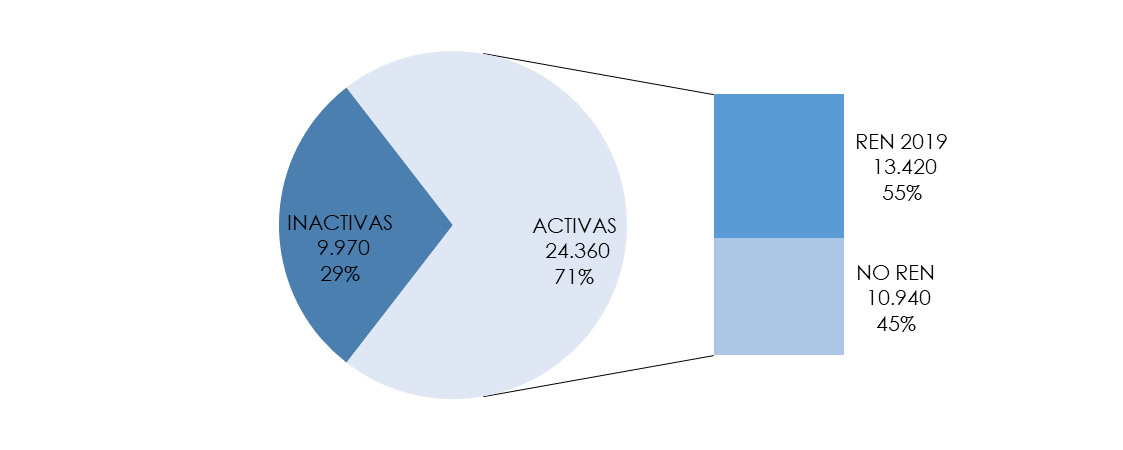 INACTIVAS
9.970
29%
ACTIVAS
24.360
71%
REN 2019
13.420
55%
NO REN
10.940
45%